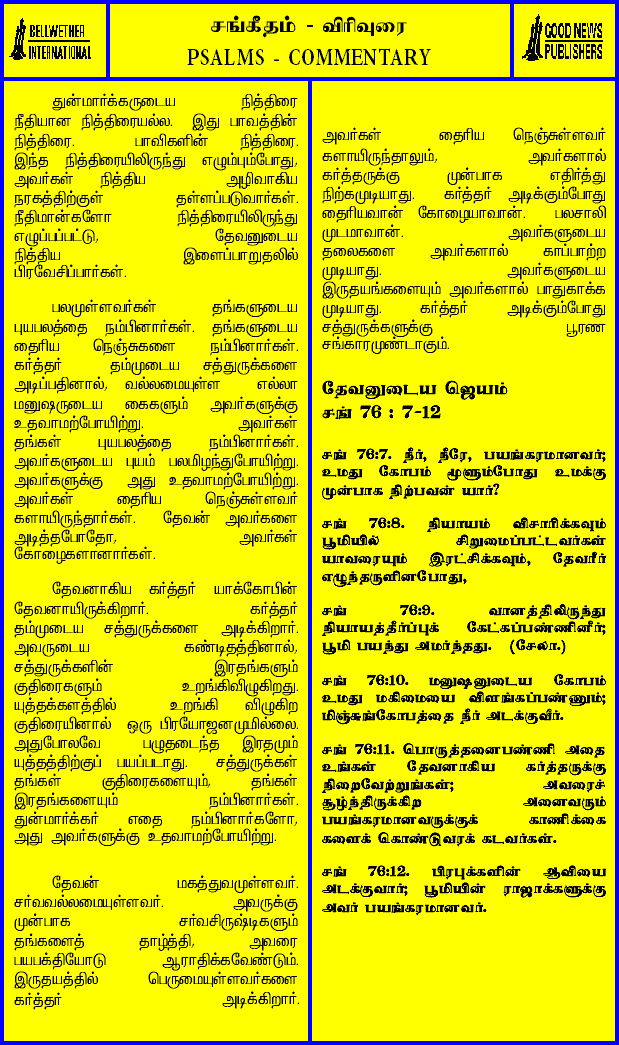 BELLWETHER
INTERNATIONAL
சங்கீதம் - விரிவுரை
PSALMS - COMMENTARY
GOOD NEWS
PUBLISHERS
துன்மார்க்கருடைய நித்திரை
நீதியான நித்திரையல்ல. இது பாவத்தின்
நித்திரை. பாவிகளின் நித்திரை.
இந்த நித்திரையிலிருந்து எழும்பும்போது,
அவர்கள் நித்திய அழிவாகிய
நரகத்திற்குள் தள்ளப்படுவார்கள்.
நீதிமான்களோ நித்திரையிலிருந்து
எழுப்பப்பட்டு, தேவனுடைய
நித்திய இளைப்பாறுதலில்
பிரவேசிப்பார்கள்.
பலமுள்ளவர்கள் தங்களுடைய
புயபலத்தை நம்பினார்கள். தங்களுடைய
தைரிய நெஞ்சுகளை நம்பினார்கள்.
கர்த்தர் தம்முடைய சத்துருக்களை
அடிப்பதினால், வல்லமையுள்ள எல்லா
மனுஷருடைய கைகளும் அவர்களுக்கு
உதவாமற்போயிற்று. அவர்கள்
தங்கள் புயபலத்தை நம்பினார்கள்.
அவர்களுடைய புயம் பலமிழந்துபோயிற்று.
அவர்களுக்கு அது உதவாமற்போயிற்று.
அவர்கள் தைரிய நெஞ்சுள்ளவர்
களாயிருந்தார்கள். தேவன் அவர்களை
அடித்தபோதோ, அவர்கள்
கோழைகளானார்கள்.
தேவனாகிய கர்த்தர் யாக்கோபின்
தேவனாயிருக்கிறார். கர்த்தர்
தம்முடைய சத்துருக்களை அடிக்கிறார்.
அவருடைய கண்டிதத்தினால்,
சத்துருக்களின் இரதங்களும்
குதிரைகளும் உறங்கிவிழுகிறது.
யுத்தக்களத்தில் உறங்கி விழுகிற
குதிரையினால் ஒரு பிரயோஜனமுமில்லை.
அதுபோலவே பழுதடைந்த இரதமும்
யுத்தத்திற்குப் பயப்படாது. சத்துருக்கள்
தங்கள் குதிரைகளையும், தங்கள்
இரதங்களையும் நம்பினார்கள்.
துன்மார்க்கர் எதை நம்பினார்களோ,
அது அவர்களுக்கு உதவாமற்போயிற்று.
தேவன் மகத்துவமுள்ளவர்.
சர்வவல்லமையுள்ளவர். அவருக்கு
முன்பாக சர்வசிருஷ்டிகளும்
தங்களைத் தாழ்த்தி, அவரை
பயபக்தியோடு ஆராதிக்கவேண்டும்.
இருதயத்தில் பெருமையுள்ளவர்களை
கர்த்தர் அடிக்கிறார்.
அவர்கள் தைரிய நெஞ்சுள்ளவர்
களாயிருந்தாலும், அவர்களால்
கர்த்தருக்கு முன்பாக எதிர்த்து
நிற்கமுடியாது. கர்த்தர் அடிக்கும்போது
தைரியவான் கோழையாவான். பலசாலி
முடமாவான். அவர்களுடைய
தலைகளை அவர்களால் காப்பாற்ற
முடியாது. அவர்களுடைய
இருதயங்களையும் அவர்களால் பாதுகாக்க
முடியாது. கர்த்தர் அடிக்கும்போது
சத்துருக்களுக்கு பூரண
சங்காரமுண்டாகும்.
தேவனுடைய ஜெயம்
சங் 76 : 7-12
சங் 76:7. நீர், நீரே, பயங்கரமானவர்;
உமது கோபம் மூளும்போது உமக்கு
முன்பாக நிற்பவன் யார்?
சங் 76:8. நியாயம் விசாரிக்கவும்
பூமியில் சிறுமைப்பட்டவர்கள்
யாவரையும் இரட்சிக்கவும், தேவரீர்
எழுந்தருளினபோது,
சங் 76:9. வானத்திலிருந்து
நியாயத்தீர்ப்புக் கேட்கப்பண்ணினீர்;
பூமி பயந்து அமர்ந்தது. (சேலா.)
சங் 76:10. மனுஷனுடைய கோபம்
உமது மகிமையை விளங்கப்பண்ணும்;
மிஞ்சுங்கோபத்தை நீர் அடக்குவீர்.
சங் 76:11. பொருத்தனைபண்ணி அதை
உங்கள் தேவனாகிய கர்த்தருக்கு
நிறைவேற்றுங்கள்; அவரைச்
சூழ்ந்திருக்கிற அனைவரும்
பயங்கரமானவருக்குக் காணிக்கை
களைக் கொண்டுவரக் கடவர்கள்.
சங் 76:12. பிரபுக்களின் ஆவியை
அடக்குவார்; பூமியின் ராஜாக்களுக்கு
அவர் பயங்கரமானவர்.